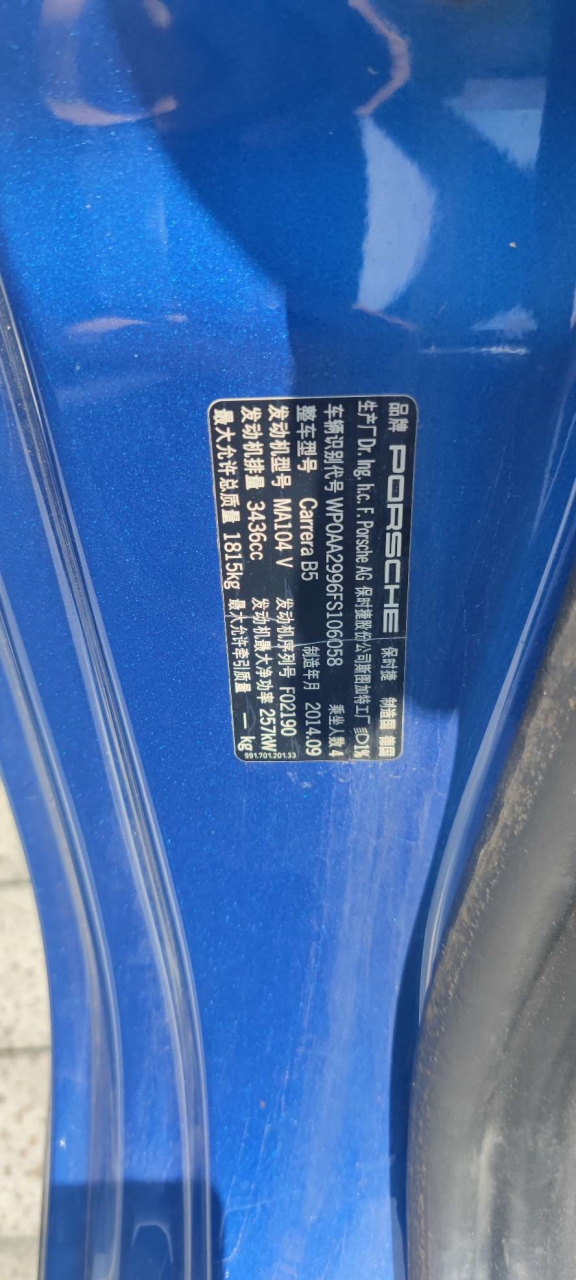 品牌 PORSCHE 保时捷 制造国 德国
生产厂 Dr. Ing. h.c. F. Porsche AG 保时捷股份公司斯图加特工厂 1%
车辆识别代号 WP0AA2996FS106058 乘坐人数 4
整车型号 Carrera B5 制造年月 2014.09
发动机型号 MA104 V 发动机序列号 F02190
发动机排量 3436cc 发动机最大净功率 257kW
最大允许总质量 1815kg 最大允许牵引质量 — kg
991.701.201.33